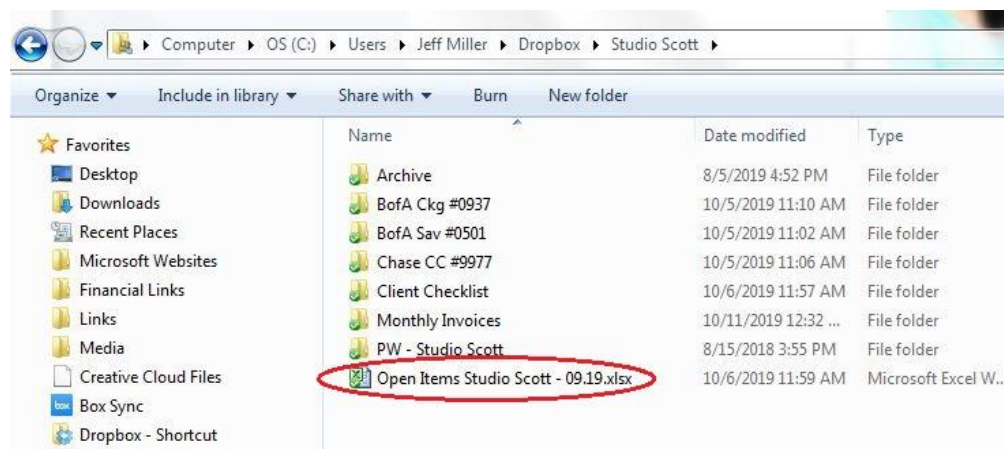 Computer ▸ OS (C:) ▸ Users ▸ Jeff Miller ▸ Dropbox ▸ Studio Scott ▸
Organize ▼ Include in library ▼ Share with ▼ Burn New folder
Favorites
Desktop
Downloads
Recent Places
Microsoft Websites
Financial Links
Links
Media
Creative Cloud Files
box Box Sync
Dropbox - Shortcut
Name Date modified Type
Archive 8/5/2019 4:52 PM File folder
BofA Ckg #0937 10/5/2019 11:10 AM File folder
BofA Sav #0501 10/5/2019 11:02 AM File folder
Chase CC #9977 10/5/2019 11:06 AM File folder
Client Checklist 10/6/2019 11:57 AM File folder
Monthly Invoices 10/11/2019 12:32 ... File folder
PW - Studio Scott 8/15/2018 3:55 PM File folder
Open Items Studio Scott - 09.19.xlsx 10/6/2019 11:59 AM Microsoft Excel W...